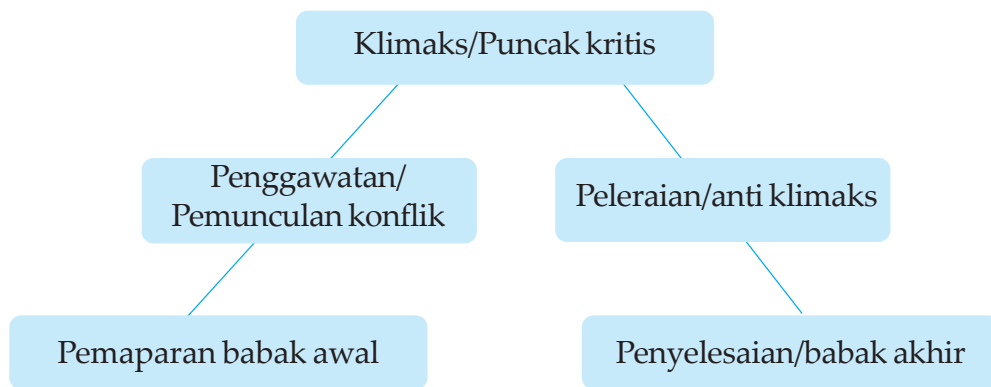 Klimaks/Puncak kritis
Penggawatan/
Pemunculan konflik
Peleraian/anti klimaks
Pemaparan babak awal
Penyelesaian/babak akhir